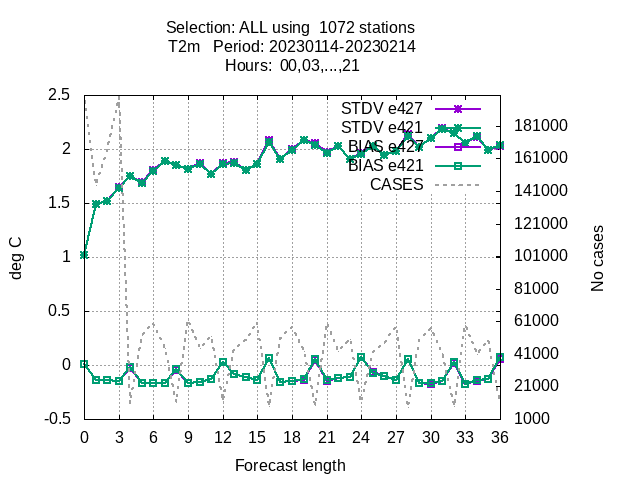 Selection: ALL using  1072 stations
T2m   Period: 20230114-20230214
Hours:  00,03,...,21
deg C
2.5
2
1.5
1
0.5
0
-0.5
STDV e427
STDV e421
BIAS e427
BIAS e421
CASES
181000
161000
141000
121000
101000
81000
61000
41000
21000
1000
No cases
0 3 6 9 12 15 18 21 24 27 30 33 36
Forecast length